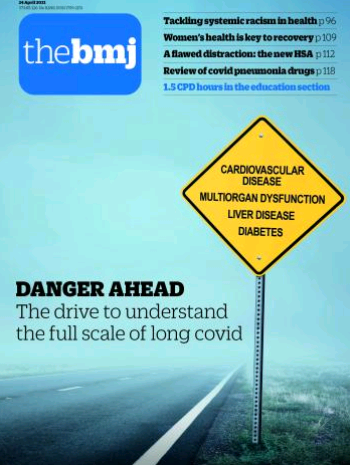 24 April 2021
thebmj
Tackling systemic racism in health p 96
Women's health is key to recovery p 109
A flawed distraction: the new HSA p 112
Review of covid pneumonia drugs p 118
1.5 CPD hours in the education section
CARDIOVASCULAR
DISEASE
MULTIORGAN DYSFUNCTION
LIVER DISEASE
DIABETES
DANGER AHEAD
The drive to understand
the full scale of long covid